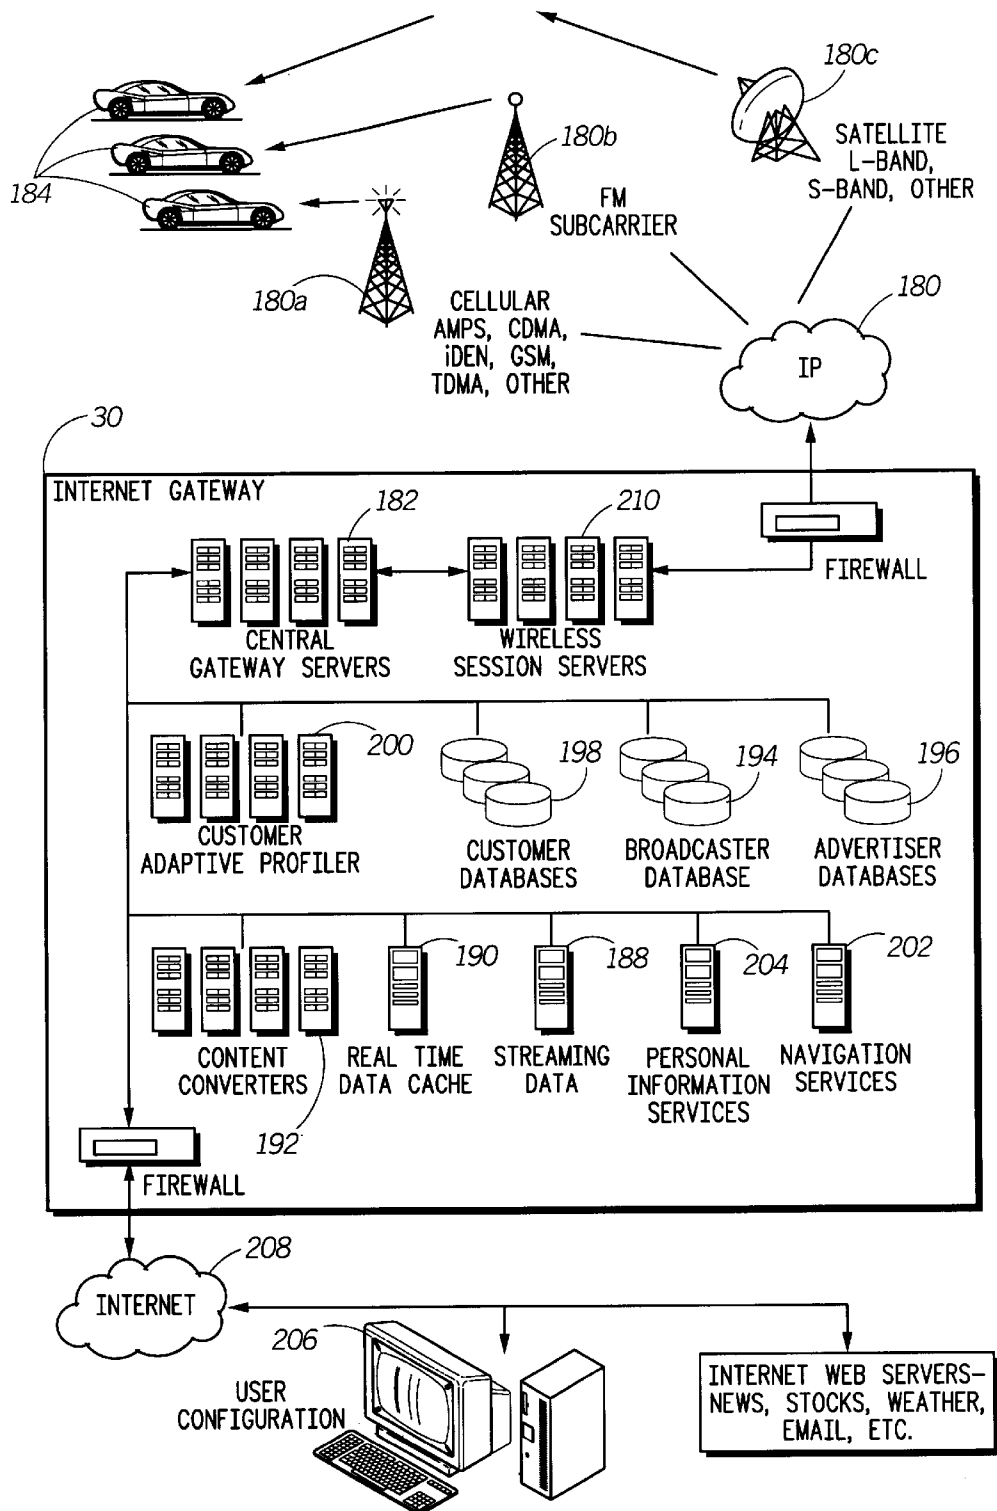 180c
SATELLITE
L-BAND,
S-BAND, OTHER
180b
FM
SUBCARRIER
184
180a
CELLULAR
AMPS, CDMA,
iDEN, GSM,
TDMA, OTHER
180
IP
30
INTERNET GATEWAY
182
210
FIREWALL
CENTRAL
GATEWAY SERVERS
WIRELESS
SESSION SERVERS
200
198
194
196
CUSTOMER
ADAPTIVE PROFILER
CUSTOMER
DATABASES
BROADCASTER
DATABASE
ADVERTISER
DATABASES
190
188
204
202
CONTENT
CONVERTERS
REAL TIME
DATA CACHE
STREAMING
DATA
PERSONAL
INFORMATION
SERVICES
NAVIGATION
SERVICES
192
FIREWALL
208
INTERNET
206
USER
CONFIGURATION
INTERNET WEB SERVERS-
NEWS, STOCKS, WEATHER,
EMAIL, ETC.